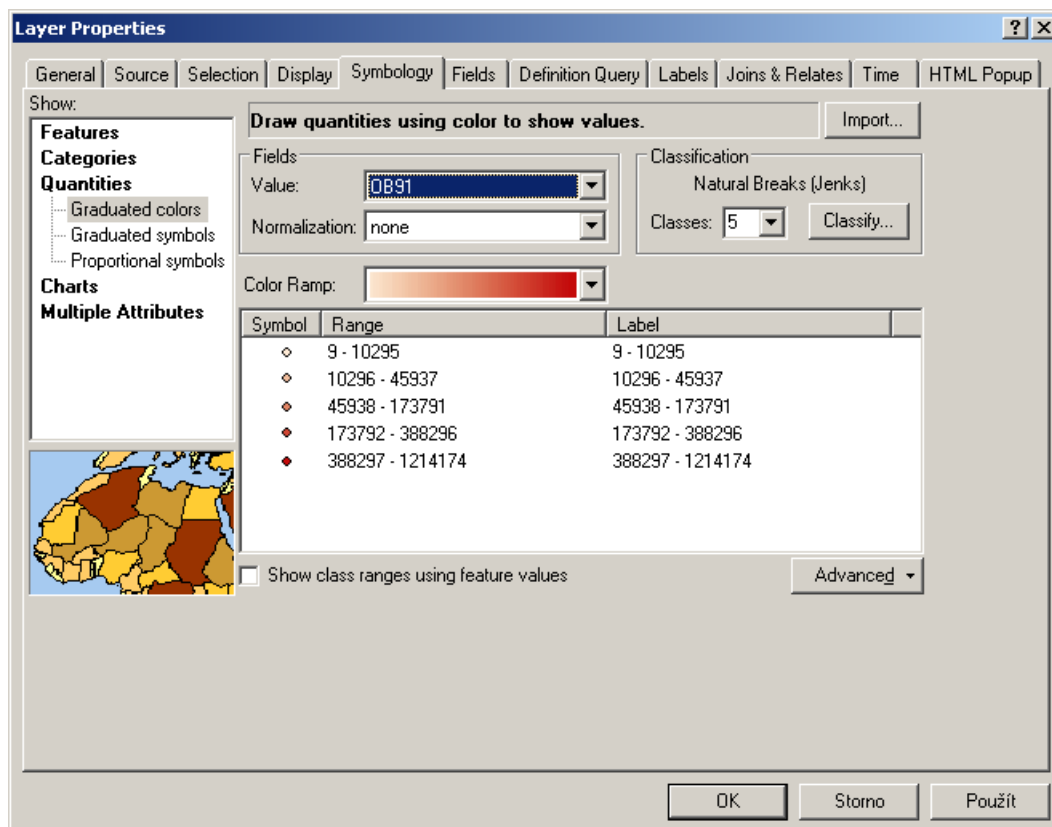 Layer Properties
General Source Selection Display Symbology Fields Definition Query Labels Joins & Relates Time HTML Popup
Show:
Features
Categories
Quantities
Graduated colors
Graduated symbols
Proportional symbols
Charts
Multiple Attributes
Draw quantities using color to show values.
Import...
Fields
Value: OB91
Normalization: none
Classification
Natural Breaks (Jenks)
Classes: 5 Classify...
Color Ramp:
Symbol Range Label
9 - 10295 9 - 10295
10296 - 45937 10296 - 45937
45938 - 173791 45938 - 173791
173792 - 388296 173792 - 388296
388297 - 1214174 388297 - 1214174
Show class ranges using feature values
Advanced
OK Storno Použít